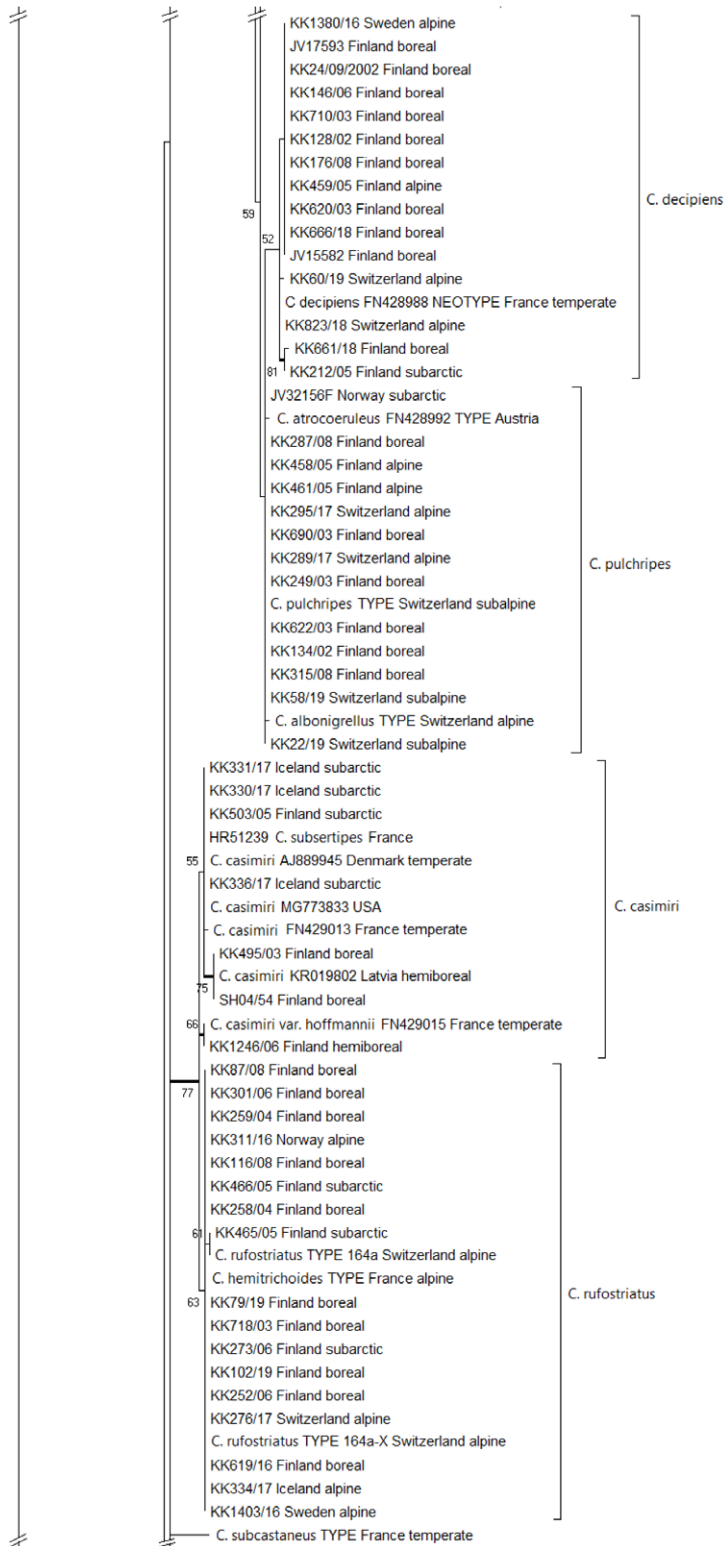 KK1380/16 Sweden alpine
JV17593 Finland boreal
KK24/09/2002 Finland boreal
KK146/06 Finland boreal
KK710/03 Finland boreal
KK128/02 Finland boreal
KK176/08 Finland boreal
KK459/05 Finland alpine
C. decipiens
KK620/03 Finland boreal
59
52
KK666/18 Finland boreal
JV15582 Finland boreal
KK60/19 Switzerland alpine
C decipiens FN428988 NEOTYPE France temperate
KK823/18 Switzerland alpine
KK661/18 Finland boreal
81
KK212/05 Finland subarctic
JV32156F Norway subarctic
C. atrocoeruleus FN428992 TYPE Austria
KK287/08 Finland boreal
KK458/05 Finland alpine
KK461/05 Finland alpine
KK295/17 Switzerland alpine
KK690/03 Finland boreal
KK289/17 Switzerland alpine
C. pulchripes
KK249/03 Finland boreal
C. pulchripes TYPE Switzerland subalpine
KK622/03 Finland boreal
KK134/02 Finland boreal
KK315/08 Finland boreal
KK58/19 Switzerland subalpine
C. albonigrellus TYPE Switzerland alpine
KK22/19 Switzerland subalpine
KK331/17 Iceland subarctic
KK330/17 Iceland subarctic
KK503/05 Finland subarctic
HR51239 C. subsertipes France
55
C. casimiri AJ889945 Denmark temperate
KK336/17 Iceland subarctic
C. casimiri MG773833 USA
C. casimiri
C. casimiri FN429013 France temperate
KK495/03 Finland boreal
C. casimiri KR019802 Latvia hemiboreal
75
SH04/54 Finland boreal
66
C. casimiri var. hoffmannii FN429015 France temperate
KK1246/06 Finland hemiboreal
KK87/08 Finland boreal
77
KK301/06 Finland boreal
KK259/04 Finland boreal
KK311/16 Norway alpine
KK116/08 Finland boreal
KK466/05 Finland subarctic
KK258/04 Finland boreal
61
KK465/05 Finland subarctic
C. rufostriatus TYPE 164a Switzerland alpine
C. hemitrichoides TYPE France alpine
C. rufostriatus
63
KK79/19 Finland boreal
KK718/03 Finland boreal
KK273/06 Finland subarctic
KK102/19 Finland boreal
KK252/06 Finland boreal
KK276/17 Switzerland alpine
C. rufostriatus TYPE 164a-X Switzerland alpine
KK619/16 Finland boreal
KK334/17 Iceland alpine
KK1403/16 Sweden alpine
C. subcastaneus TYPE France temperate